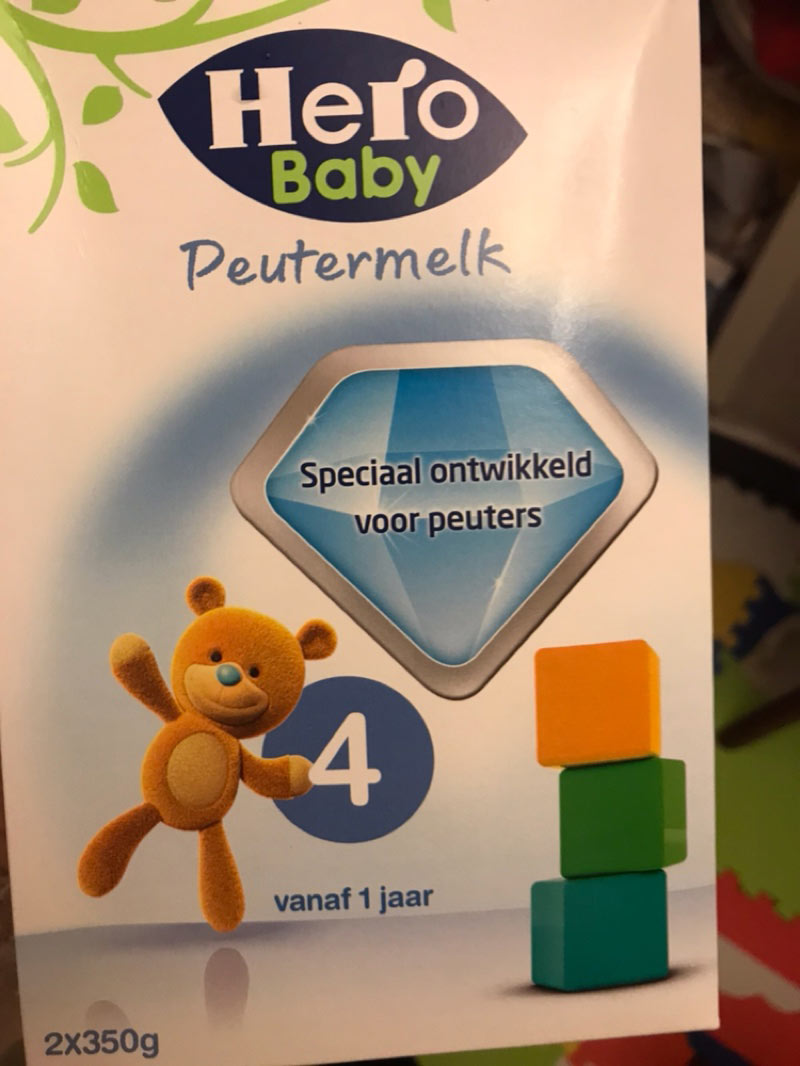 Hero
Baby
Peutermelk
Speciaal ontwikkeld
voor peuters
4
vanaf 1 jaar
2x350g